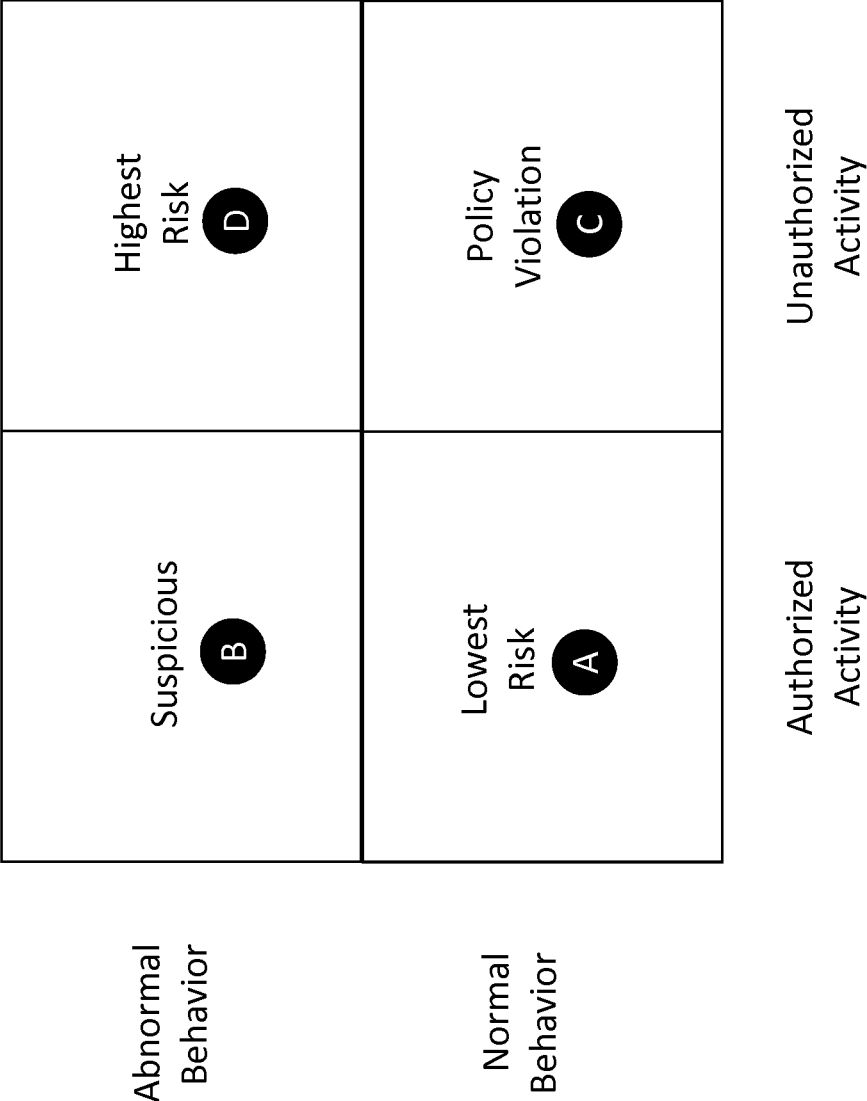 Abnormal
Behavior
Suspicious
B
Highest
Risk
D
Normal
Behavior
Lowest
Risk
A
Policy
Violation
C
Authorized
Activity
Unauthorized
Activity